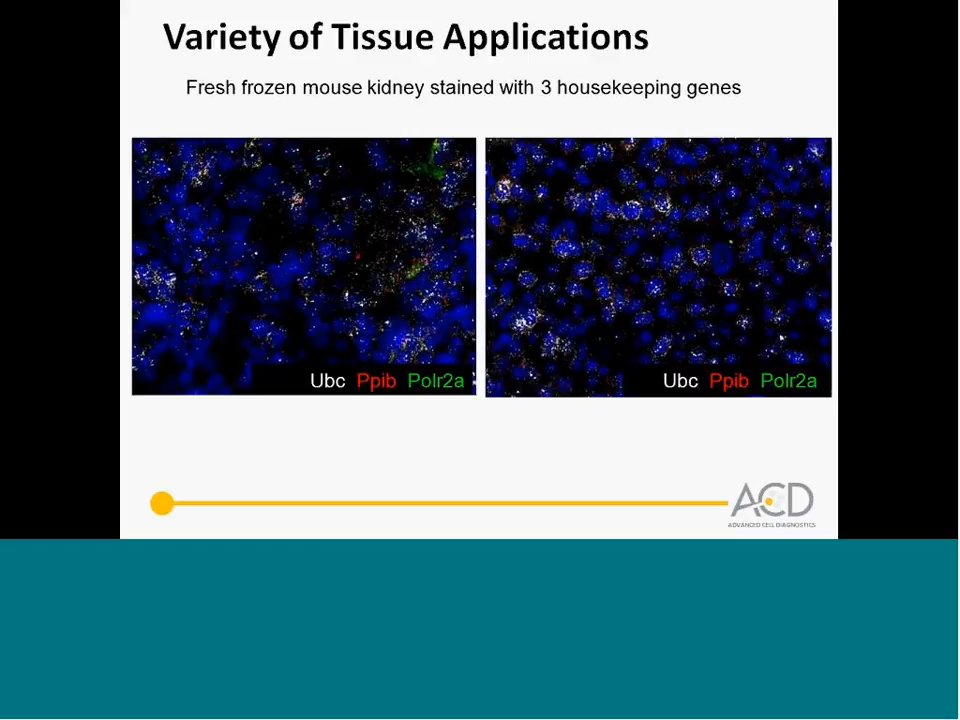 Variety of Tissue Applications
Fresh frozen mouse kidney stained with 3 housekeeping genes
Ubc Ppib Polr2a
Ubc Ppib Polr2a
ACD
ADVANCED CELL DIAGNOSTICS